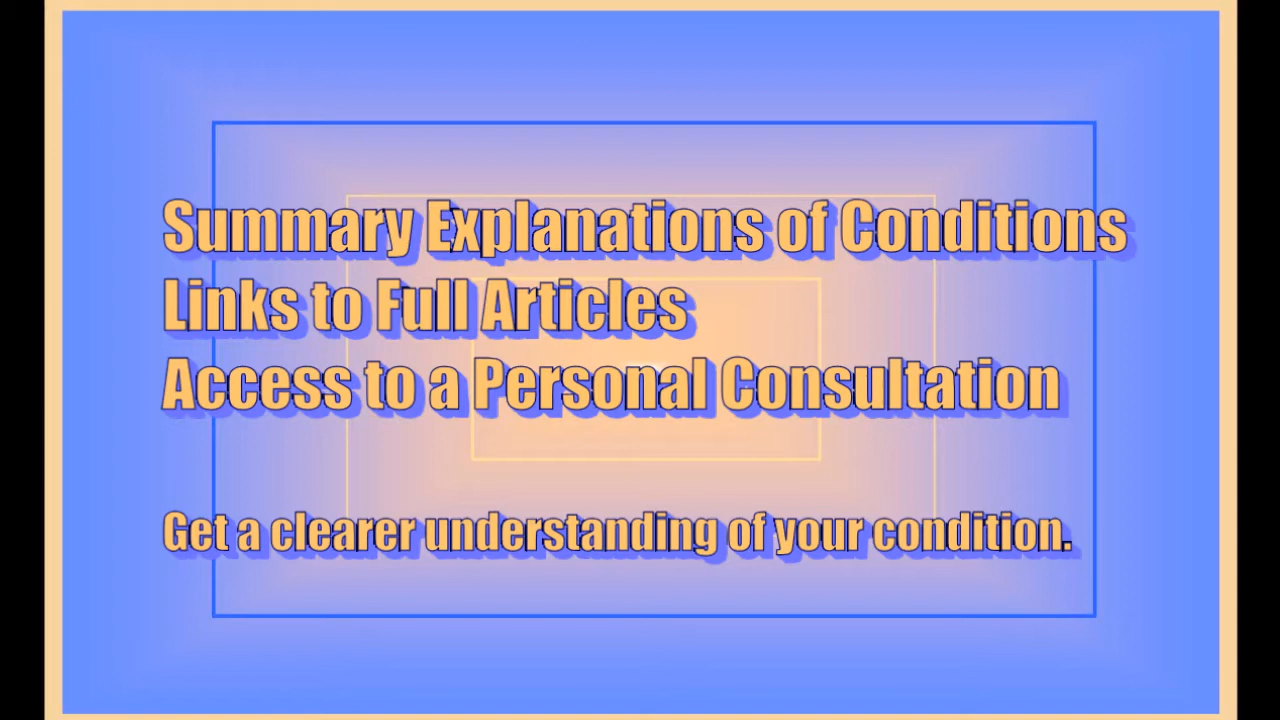 Summary Explanations of Conditions
Links to Full Articles
Access to a Personal Consultation
Get a clearer understanding of your condition.